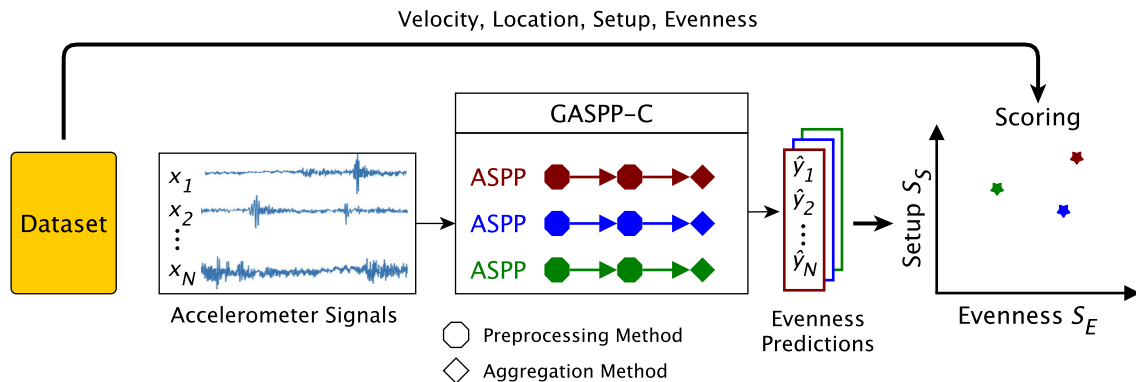 Velocity, Location, Setup, Evenness
Dataset
x1
x2
⋮
xN
Accelerometer Signals
GASPP-C
ASPP
ASPP
ASPP
Preprocessing Method
Aggregation Method
ŷ1
ŷ2
⋮
ŷN
Evenness
Predictions
Scoring
Setup SS
Evenness SE